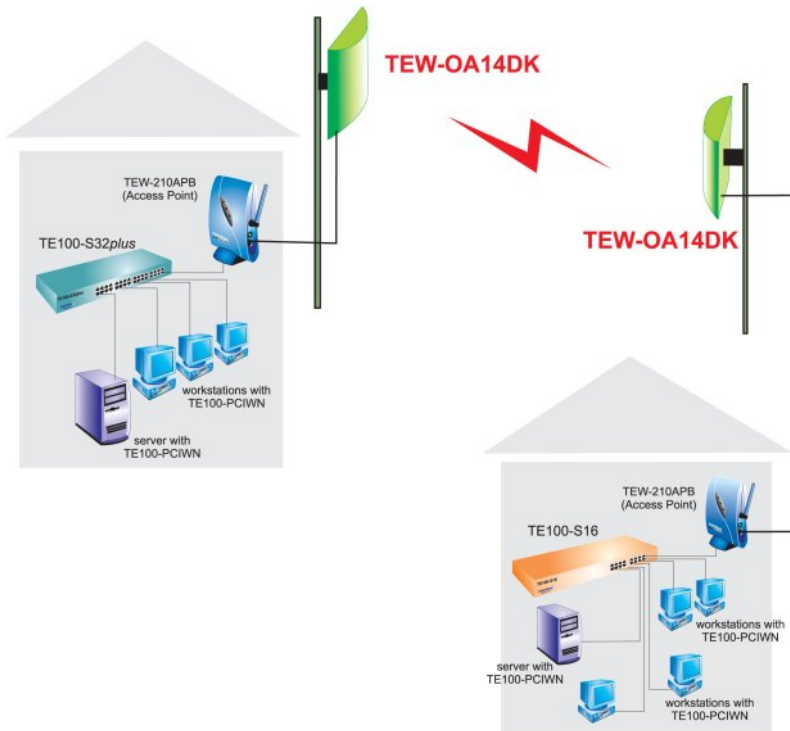 TEW-OA14DK
TEW-210APB
(Access Point)
TE100-S32plus
workstations with
TE100-PCIWN
server with
TE100-PCIWN
TEW-OA14DK
TEW-210APB
(Access Point)
TE100-S16
workstations with
TE100-PCIWN
server with
TE100-PCIWN
workstations with
TE100-PCIWN